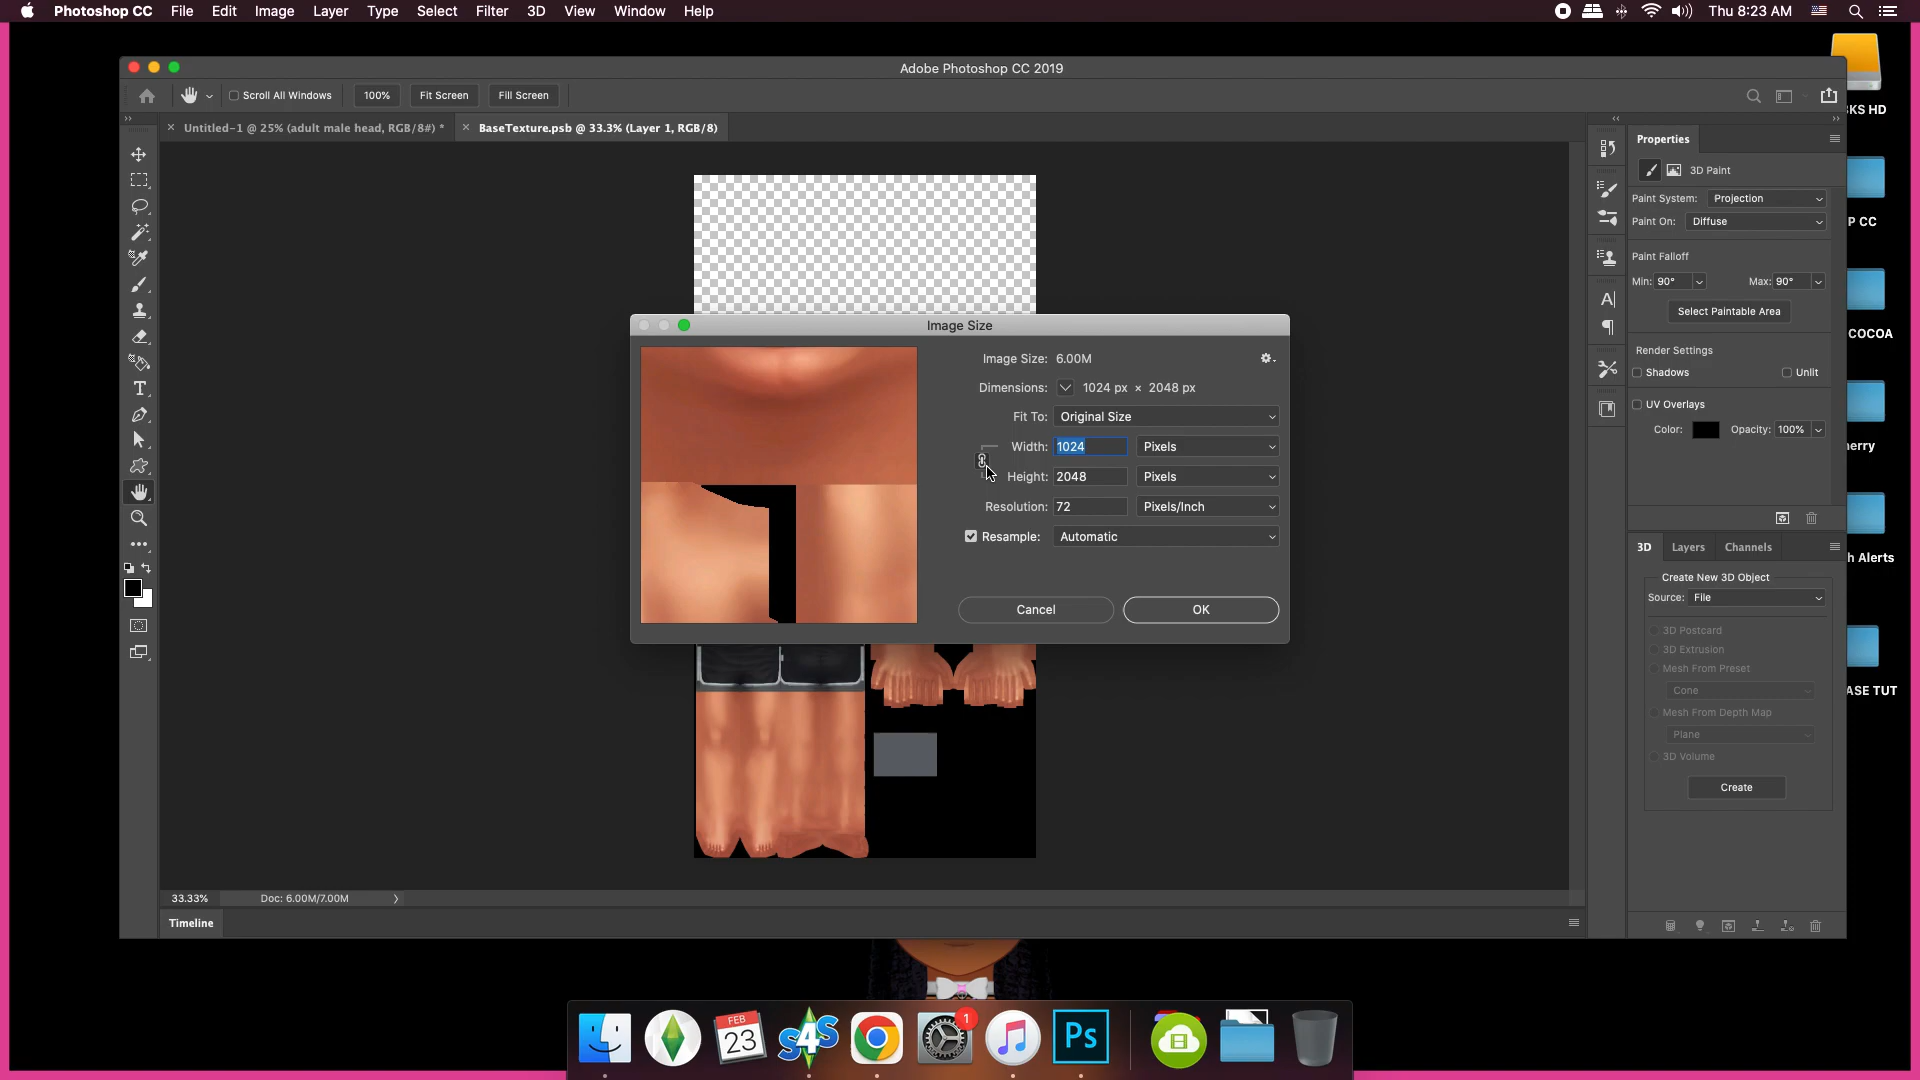 Photoshop CC File Edit Image Layer Type Select Filter 3D View Window Help Thu 8:23 AM
Adobe Photoshop CC 2019
Scroll All Windows 100% Fit Screen Fill Screen
KS HD
Untitled-1 @ 25% (adult male head, RGB/8#) *
BaseTexture.psb @ 33.3% (Layer 1, RGB/8)
Properties
3D Paint
Paint System: Projection
Paint On: Diffuse
P CC
Paint Falloff
Min: 90° Max: 90°
Select Paintable Area
Image Size
COCOA
Render Settings
Image Size: 6.00M
Shadows Unlit
Dimensions: 1024 px × 2048 px
UV Overlays
Fit To: Original Size
Color: Opacity: 100%
Width: 1024 Pixels
erry
Height: 2048 Pixels
Resolution: 72 Pixels/Inch
Resample: Automatic
3D Layers Channels
h Alerts
Create New 3D Object
Source: File
Cancel OK
3D Postcard
3D Extrusion
Mesh From Preset
Cone
ASE TUT
Mesh From Depth Map
Plane
3D Volume
Create
33.33% Doc: 6.00M/7.00M
Timeline
FEB
23
S4S
1
Ps